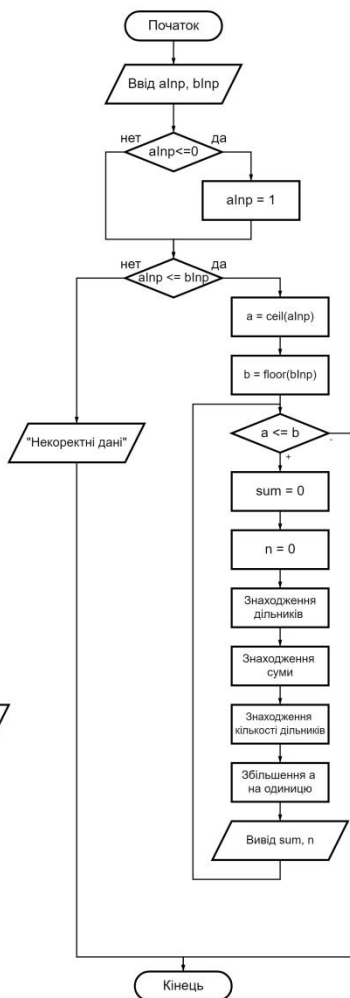 Початок
Ввід aInp, bInp
нет
да
aInp<=0
aInp = 1
нет
да
aInp <= bInp
a = ceil(aInp)
b = floor(bInp)
"Некоректні дані"
a <= b
-
+
sum = 0
n = 0
Знаходження
дільників
Знаходження
суми
Знаходження
кількості дільників
Збільшення а
на одиницю
Вивід sum, n
Кінець